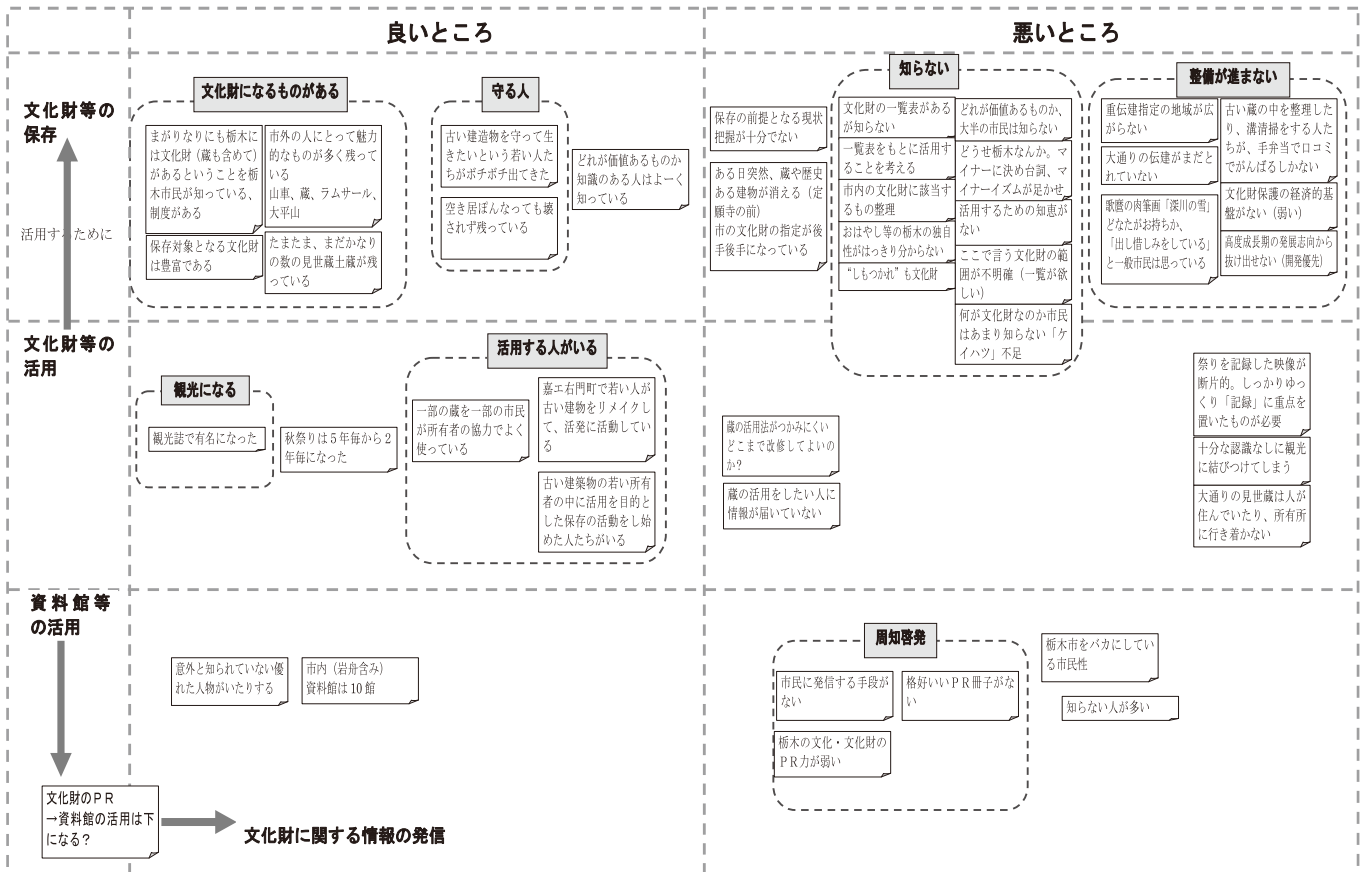 良いところ
悪いところ
文化財等の
保存
活用するために
文化財等の
活用
文化財になるものがある
まがりなりにも栃木に
は文化財（蔵も含めて）
があるということを栃
木市民が知っている、
制度がある
保存対象となる文化財
は豊富である
市外の人にとって魅力
的なものが多く残って
いる
山車、蔵、ラムサール、
大平山
たまたま、まだかなり
の数の見世蔵土蔵が残
っている
守る人
古い建造物を守って生
きたいという若い人た
ちがボチボチ出てきた
空き居ぽんなっても壊
されず残っている
どれが価値あるものか
知識のある人はよーく
知っている
保存の前提となる現状
把握が十分でない
ある日突然、蔵や歴史
ある建物が消える（定
願寺の前）
市の文化財の指定が後
手後手になっている
知らない
文化財の一覧表がある
が知らない
一覧表をもとに活用す
ることを考える
市内の文化財に該当す
るもの整理
おはやし等の栃木の独自
性がはっきり分からない
“しもつかれ”も文化財
どれが価値あるものか、
大半の市民は知らない
どうせ栃木なんか。マ
イナーに決め台詞、マ
イナーイズムが足かせ
活用するための知恵が
ない
ここで言う文化財の範
囲が不明確（一覧が欲
しい）
何が文化財なのか市民
はあまり知らない「ケ
イハツ」不足
整備が進まない
重伝建指定の地域が広
がらない
大通りの伝建がまだと
れていない
歌麿の肉筆画「深川の雪」
どなたがお持ちか、
「出し惜しみをしている」
と一般市民は思っている
古い蔵の中を整理した
り、溝清掃をする人た
ちが、手弁当で口コミ
でがんばるしかない
文化財保護の経済的基
盤がない（弱い）
高度成長期の発展志向から
抜け出せない（開発優先）
観光になる
観光誌で有名になった
秋祭りは５年毎から２
年毎になった
活用する人がいる
一部の蔵を一部の市民
が所有者の協力でよく
使っている
嘉エ右門町で若い人が
古い建物をリメイクし
て、活発に活動してい
る
古い建築物の若い所有
者の中に活用を目的と
した保存の活動をし始
めた人たちがいる
蔵の活用法がつかみにくい
どこまで改修してよいの
か？
蔵の活用をしたい人に
情報が届いていない
祭りを記録した映像が
断片的。しっかりゆっ
くり「記録」に重点を
置いたものが必要
十分な認識なしに観光
に結びつけてしまう
大通りの見世蔵は人が
住んでいたり、所有所
に行き着かない
資料館等
の活用
意外と知られていない優
れた人物がいたりする
市内（岩舟含み）
資料館は10館
周知啓発
市民に発信する手段が
ない
格好いいＰＲ冊子がな
い
栃木の文化・文化財の
ＰＲ力が弱い
栃木市をバカにしてい
る市民性
知らない人が多い
文化財のＰＲ
→資料館の活用は下
になる？
文化財に関する情報の発信